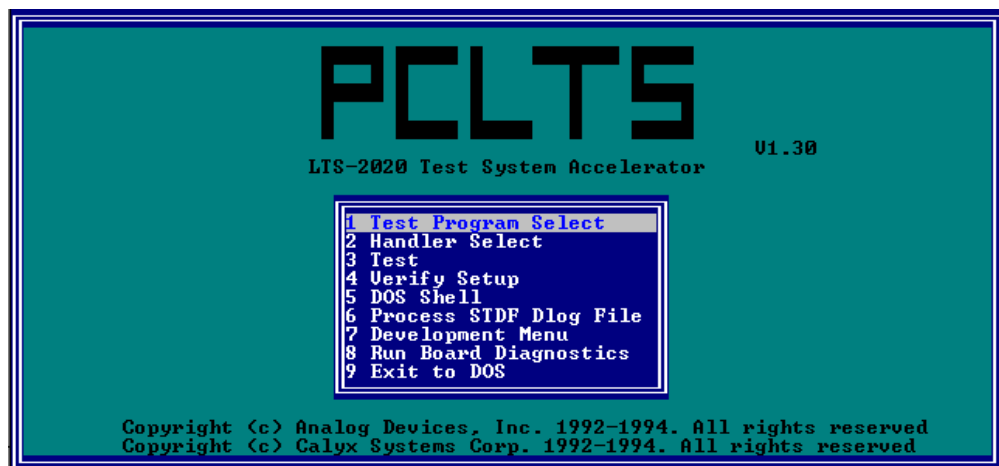 PCLTS
V1.30
LTS-2020 Test System Accelerator
1 Test Program Select
2 Handler Select
3 Test
4 Verify Setup
5 DOS Shell
6 Process STDF Dlog File
7 Development Menu
8 Run Board Diagnostics
9 Exit to DOS
Copyright (c) Analog Devices, Inc. 1992-1994. All rights reserved
Copyright (c) Calyx Systems Corp. 1992-1994. All rights reserved